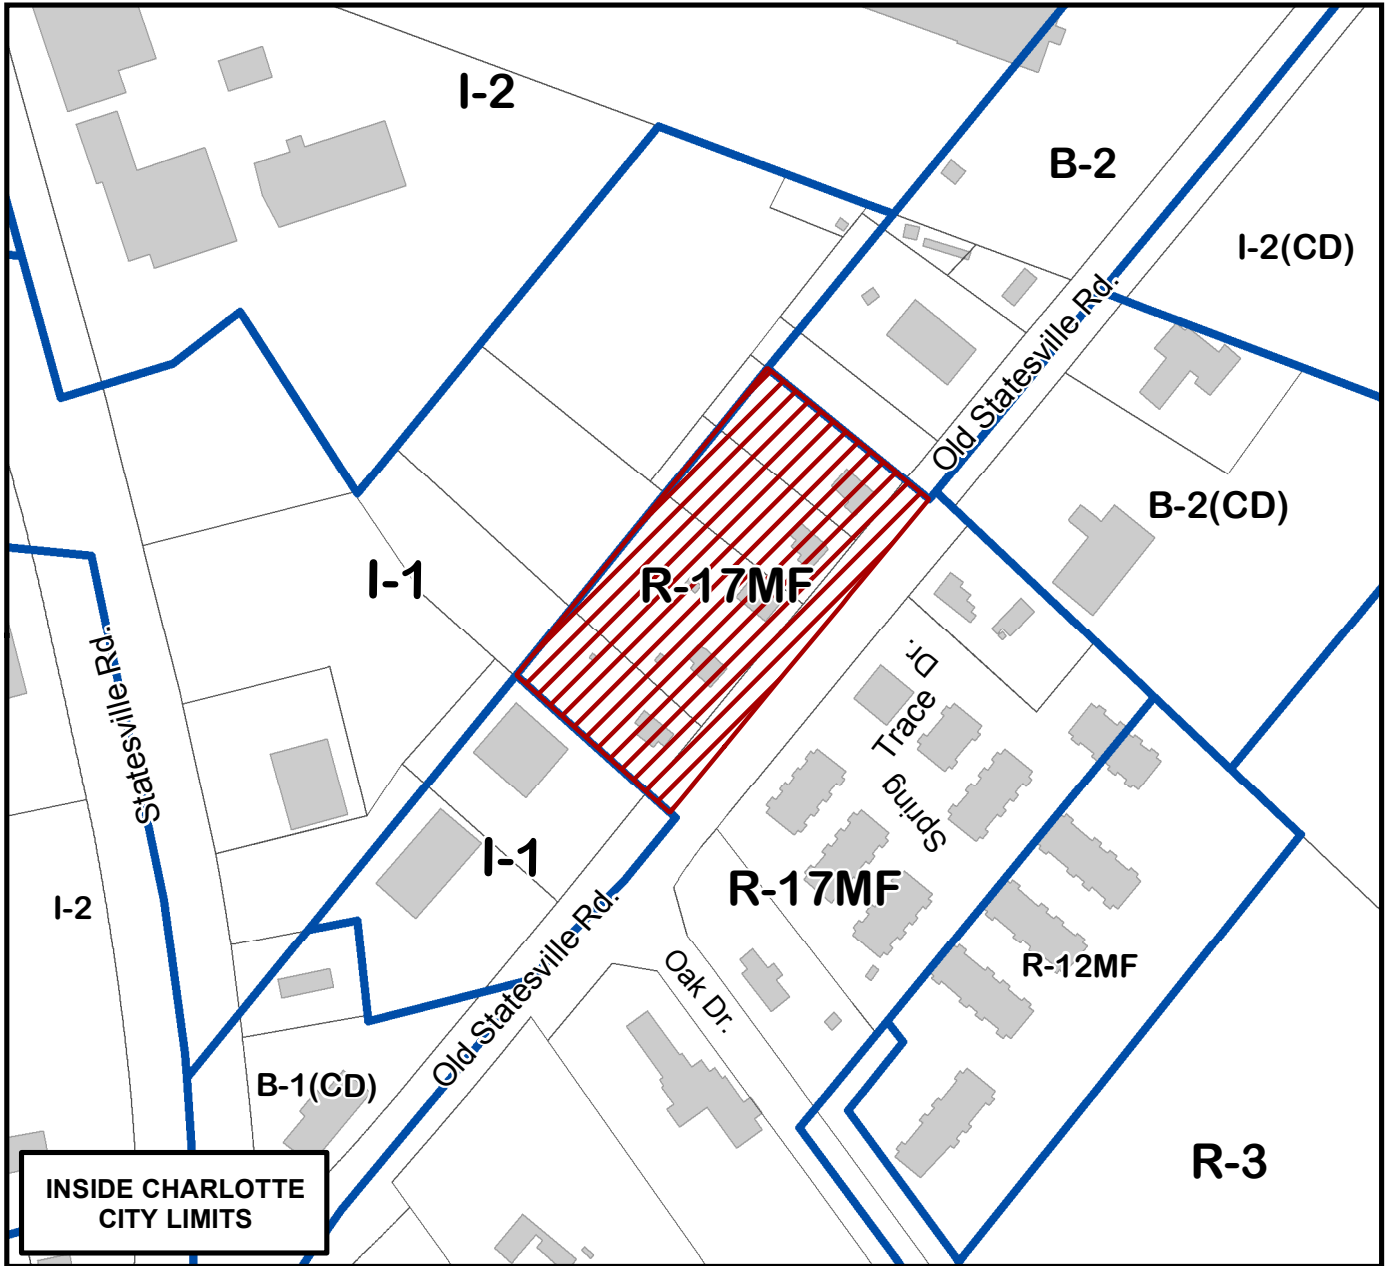 I-2
B-2
I-2(CD)
Old Statesville Rd.
B-2(CD)
I-1
R-17MF
Statesville Rd.
Spring Trace Dr.
I-1
R-17MF
I-2
Old Statesville Rd.
Oak Dr.
R-12MF
B-1(CD)
R-3
INSIDE CHARLOTTE
CITY LIMITS